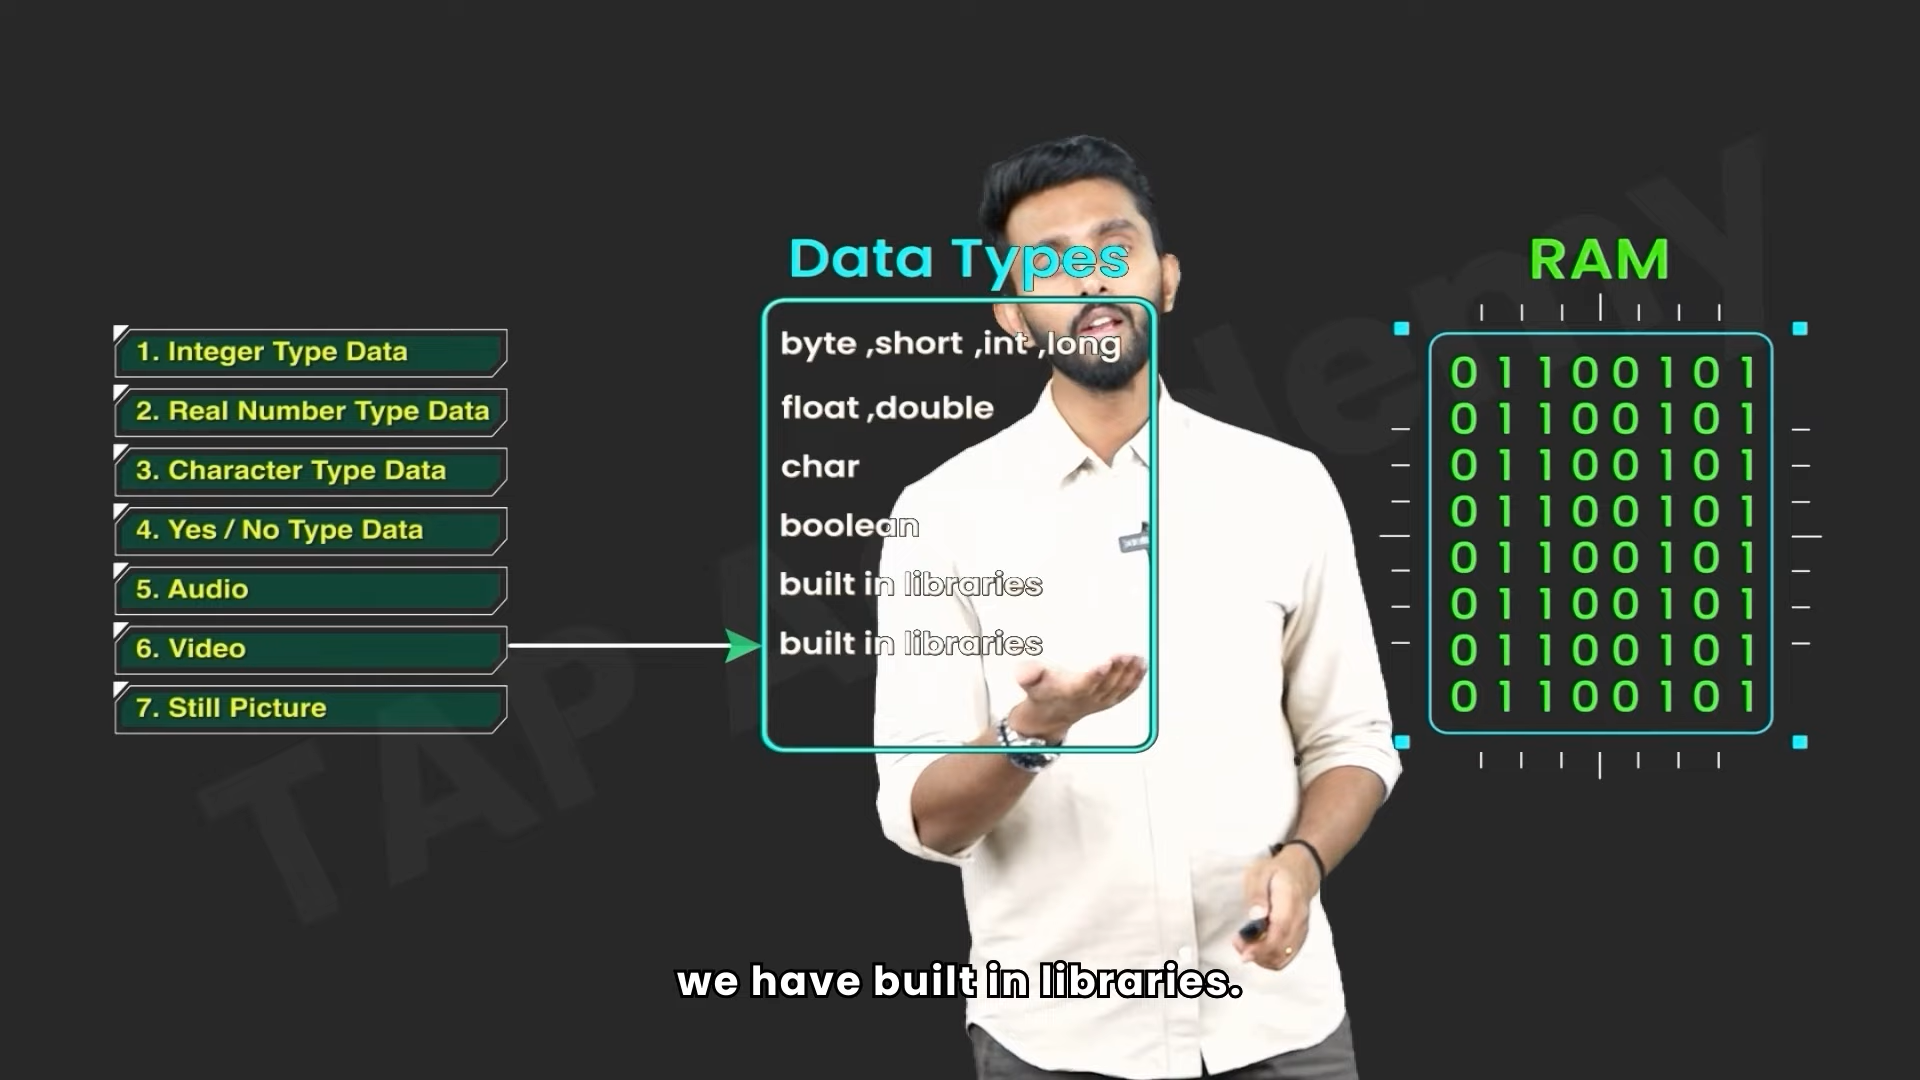 Data Types
RAM
1. Integer Type Data
2. Real Number Type Data
3. Character Type Data
4. Yes / No Type Data
5. Audio
6. Video
7. Still Picture
byte ,short ,int ,long
float ,double
char
boolean
built in libraries
built in libraries
0 1 1 0 0 1 0 1
0 1 1 0 0 1 0 1
0 1 1 0 0 1 0 1
0 1 1 0 0 1 0 1
0 1 1 0 0 1 0 1
0 1 1 0 0 1 0 1
0 1 1 0 0 1 0 1
0 1 1 0 0 1 0 1
we have built in libraries.